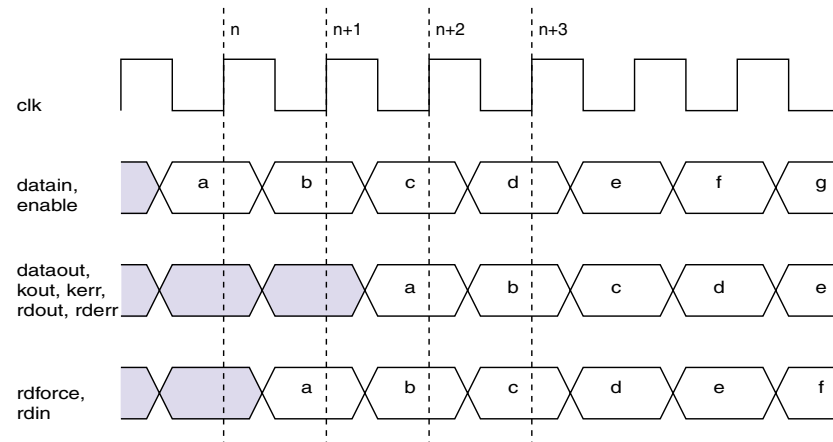 n n+1 n+2 n+3
clk
datain,
enable
a b c d e f g
dataout,
kout, kerr,
rdout, rderr
a b c d e
rdforce,
rdin
a b c d e f